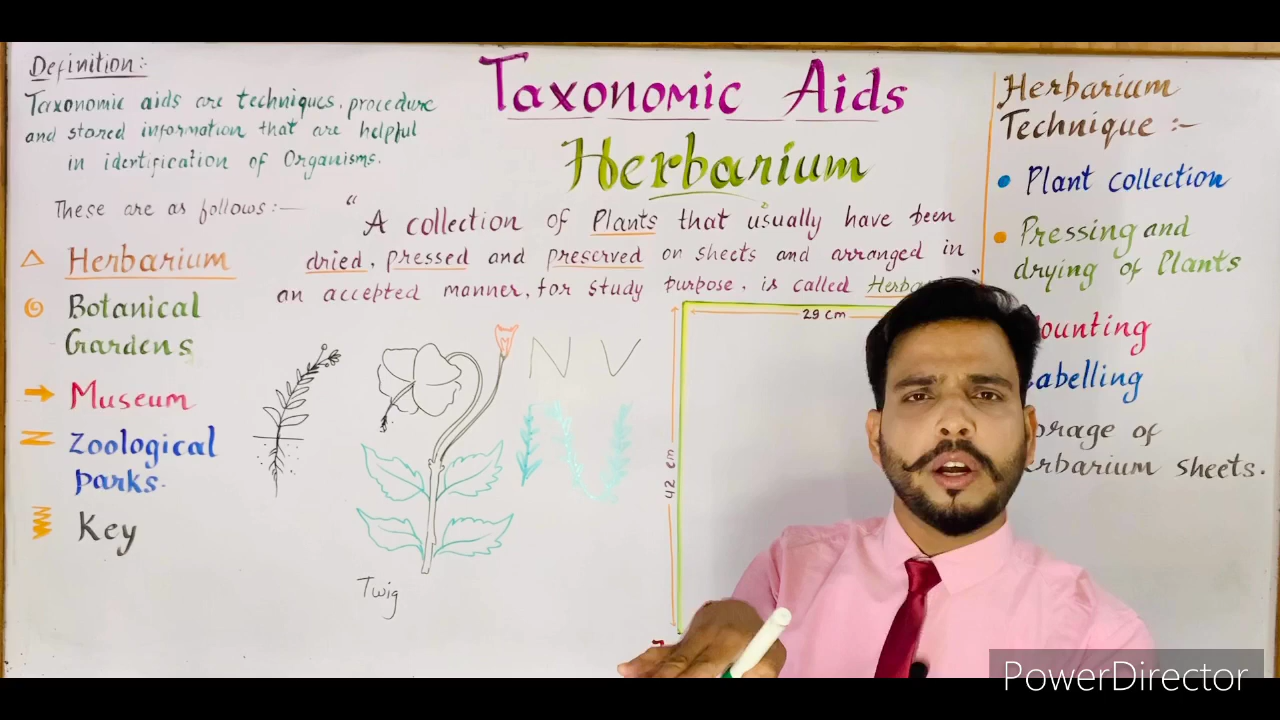 Definition:-
Taxonomic aids are techniques, procedure
and stored information that are helpful
in identification of Organisms.
These are as follows:-
Herbarium
Botanical
Gardens
Museum
Zoological
parks.
Key
Taxonomic Aids
Herbarium
"A collection of Plants that usually have been
dried, pressed and preserved on sheets and arranged in
an accepted manner, for study purpose, is called
29 cm
42 cm
N V
Twig
Herbarium
Technique :-
• Plant collection
• Pressing and
drying of Plants
of
sheets.
PowerDirector